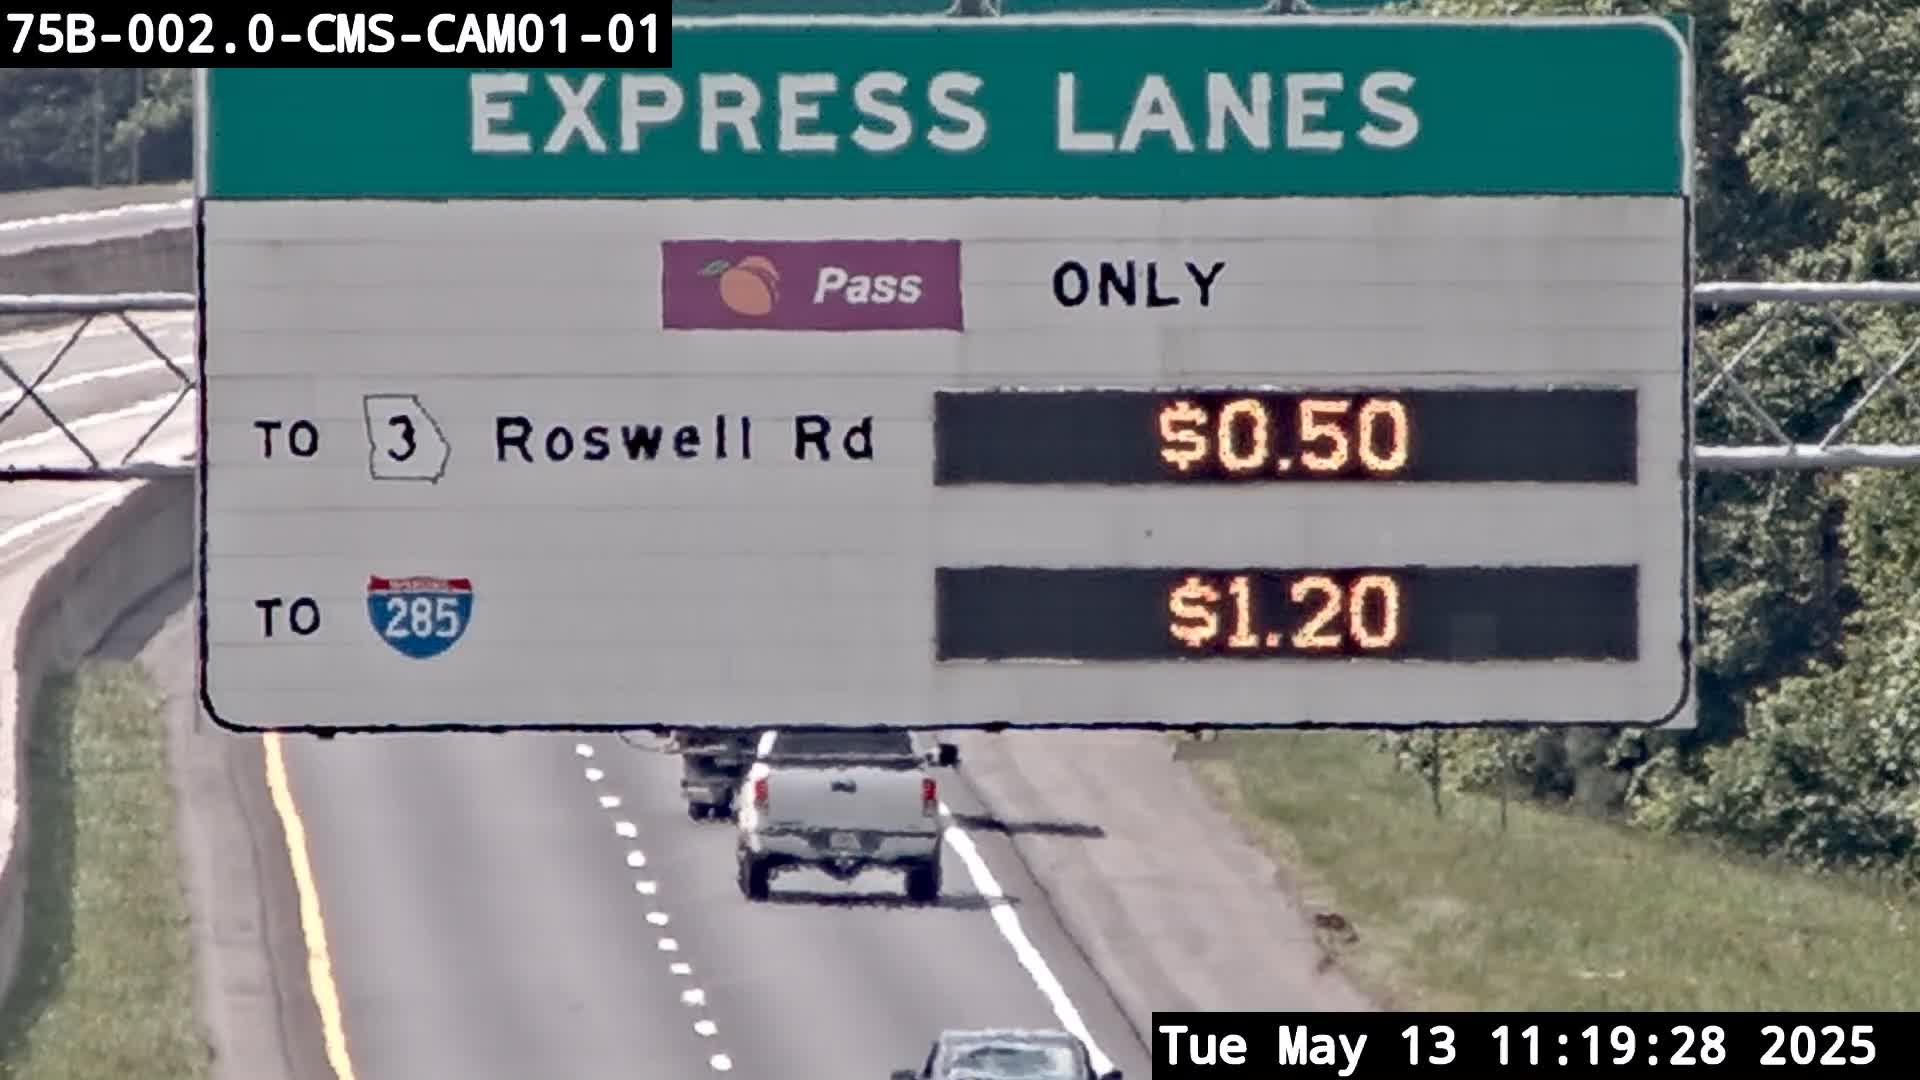 75B-002.0-CMS-CAM01-01
EXPRESS LANES
Pass ONLY
TO 3 Roswell Rd $0.50
TO 285 $1.20
Tue May 13 11:19:28 2025